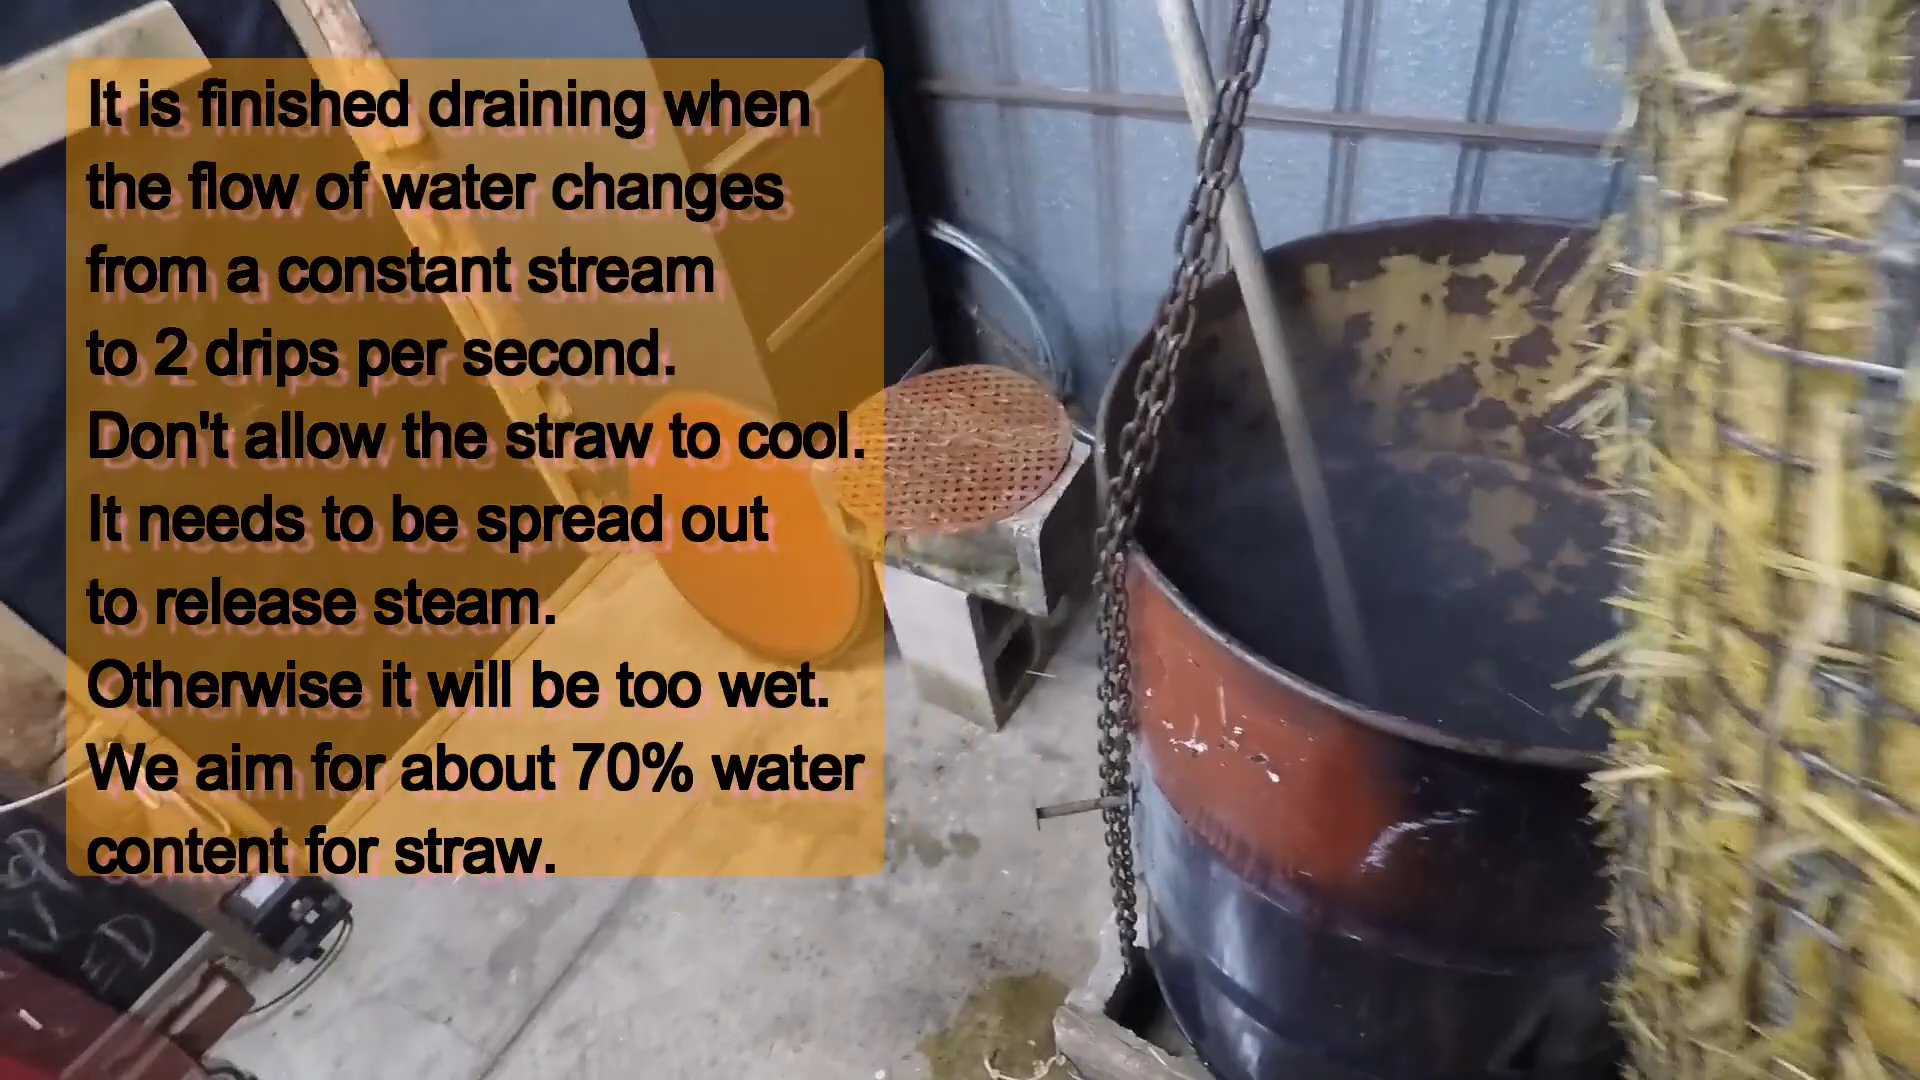 It is finished draining when
the flow of water changes
from a constant stream
to 2 drips per second.
Don't allow the straw to cool.
It needs to be spread out
to release steam.
Otherwise it will be too wet.
We aim for about 70% water
content for straw.